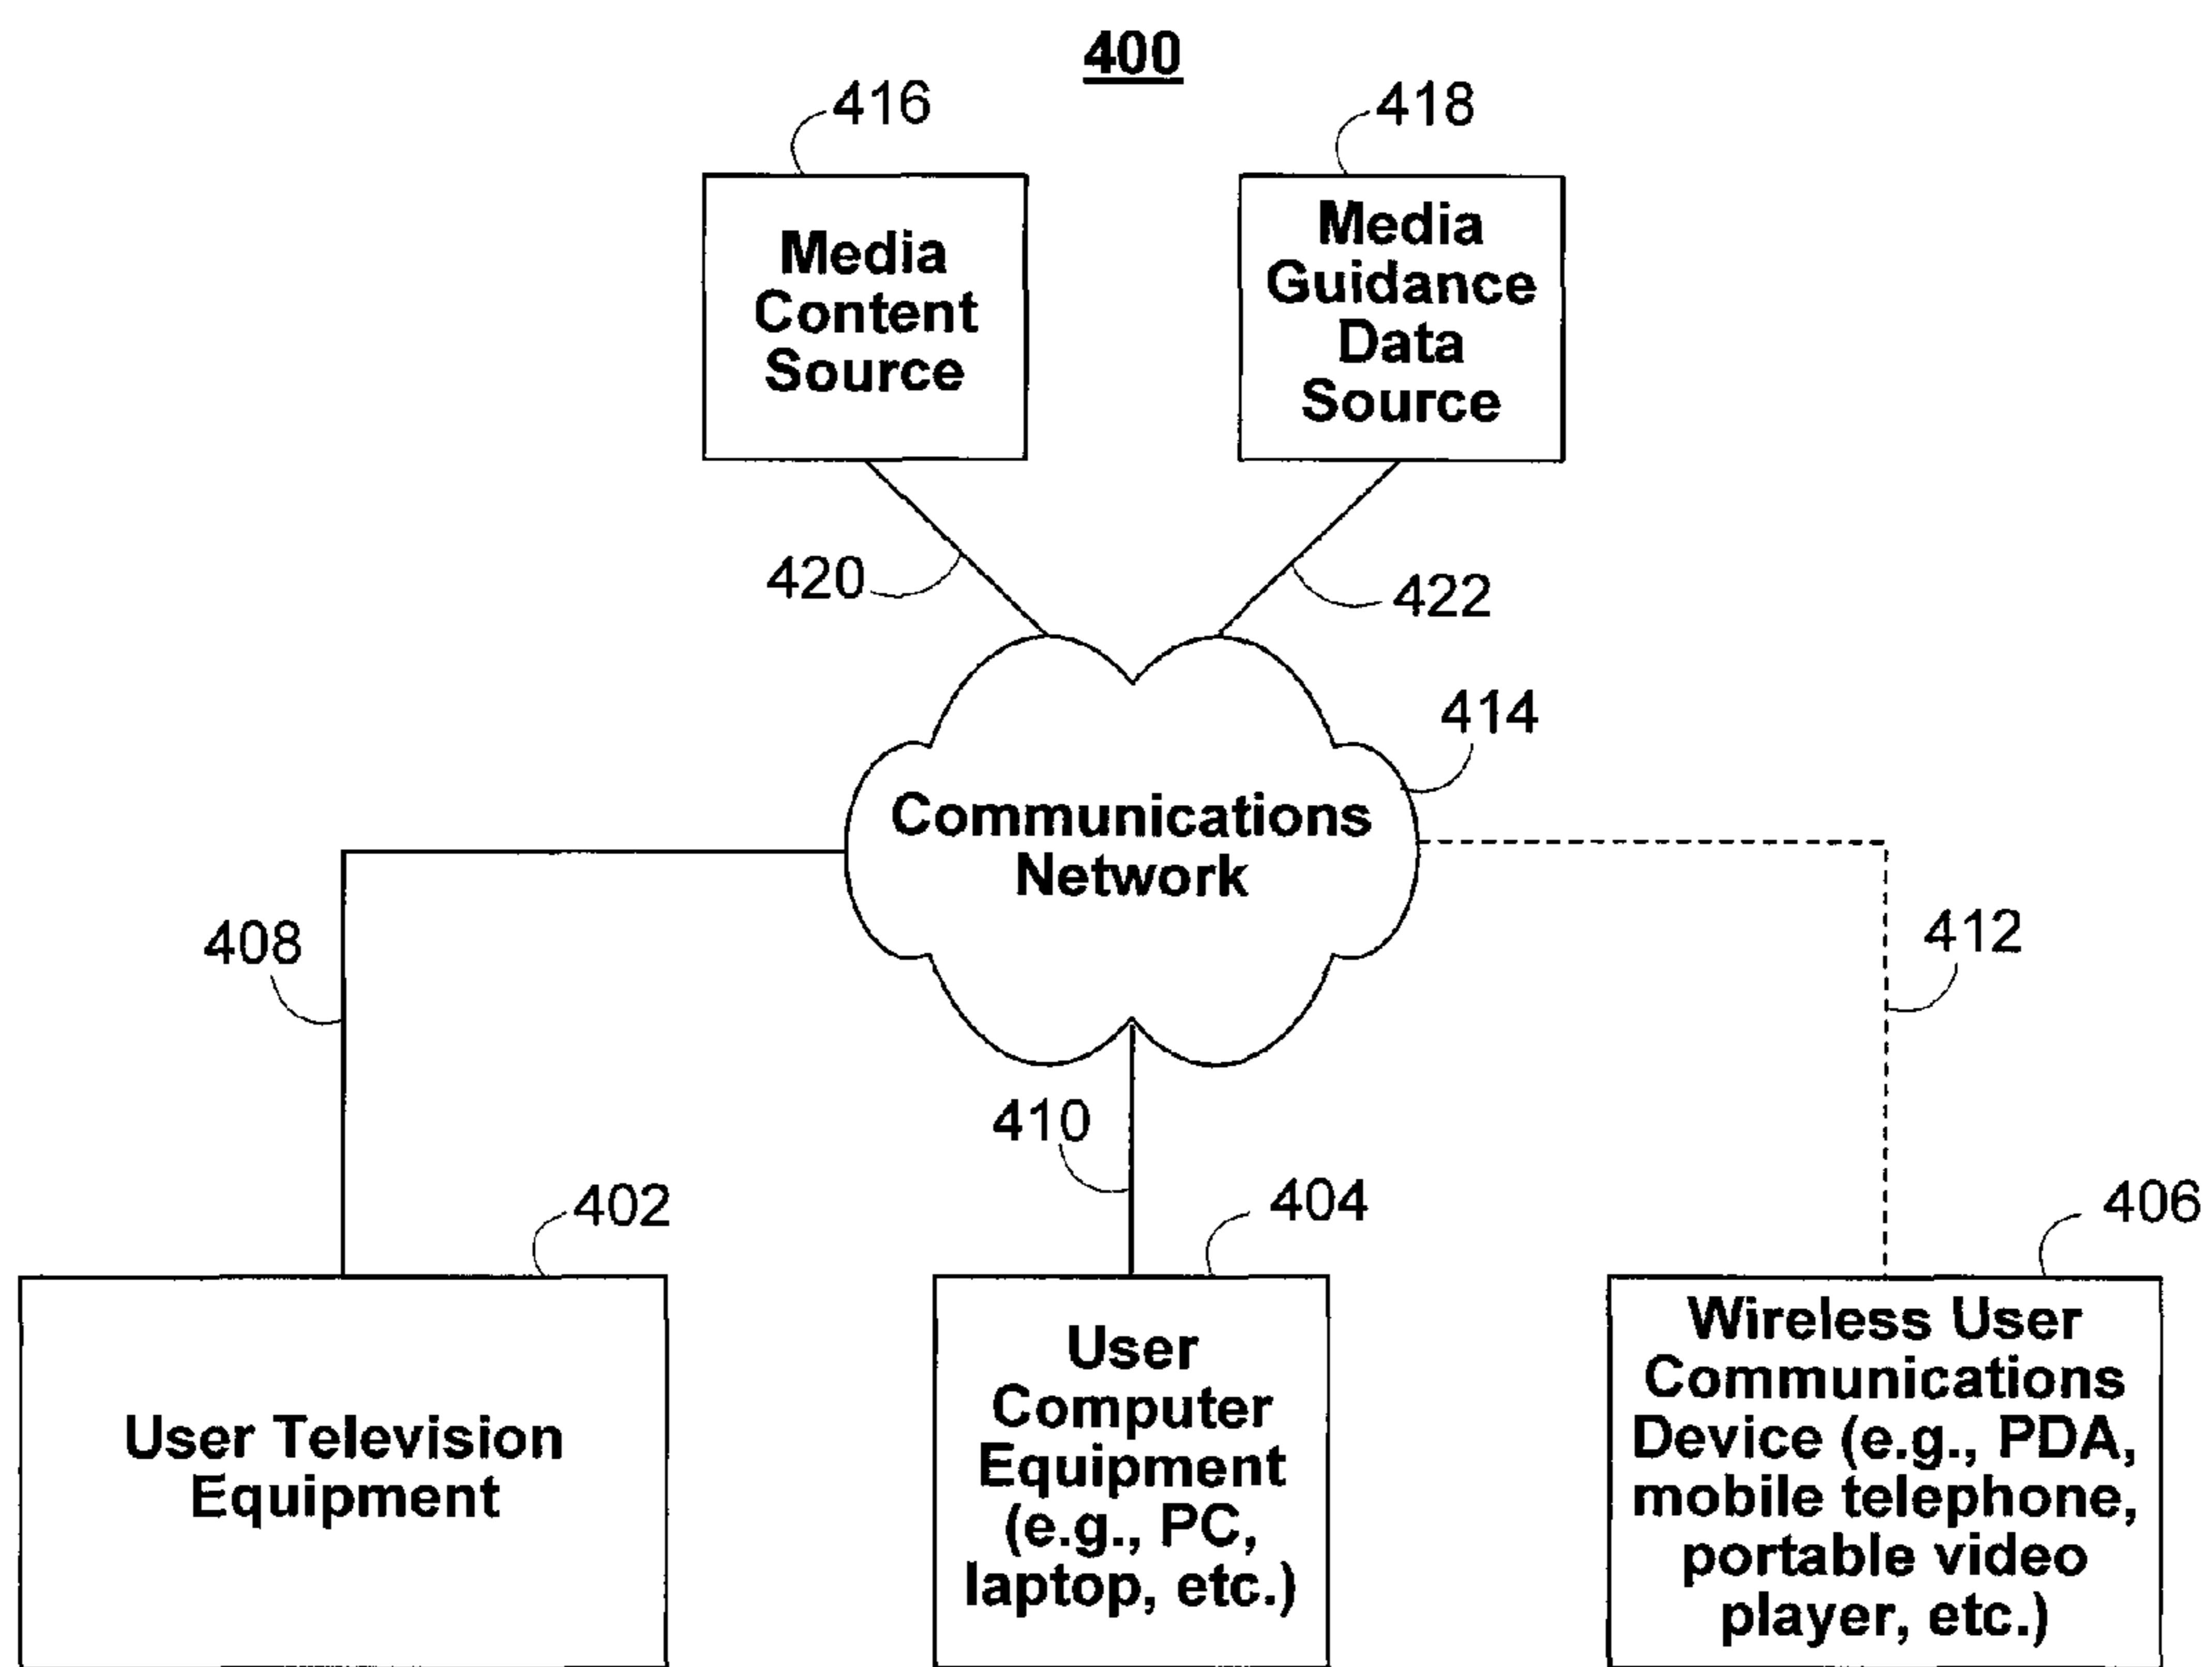 400
416
418
Media
Content
Source
Media
Guidance
Data
Source
420
422
414
Communications
Network
408
412
410
402
404
406
User Television
Equipment
User
Computer
Equipment
(e.g., PC,
laptop, etc.)
Wireless User
Communications
Device (e.g., PDA,
mobile telephone,
portable video
player, etc.)